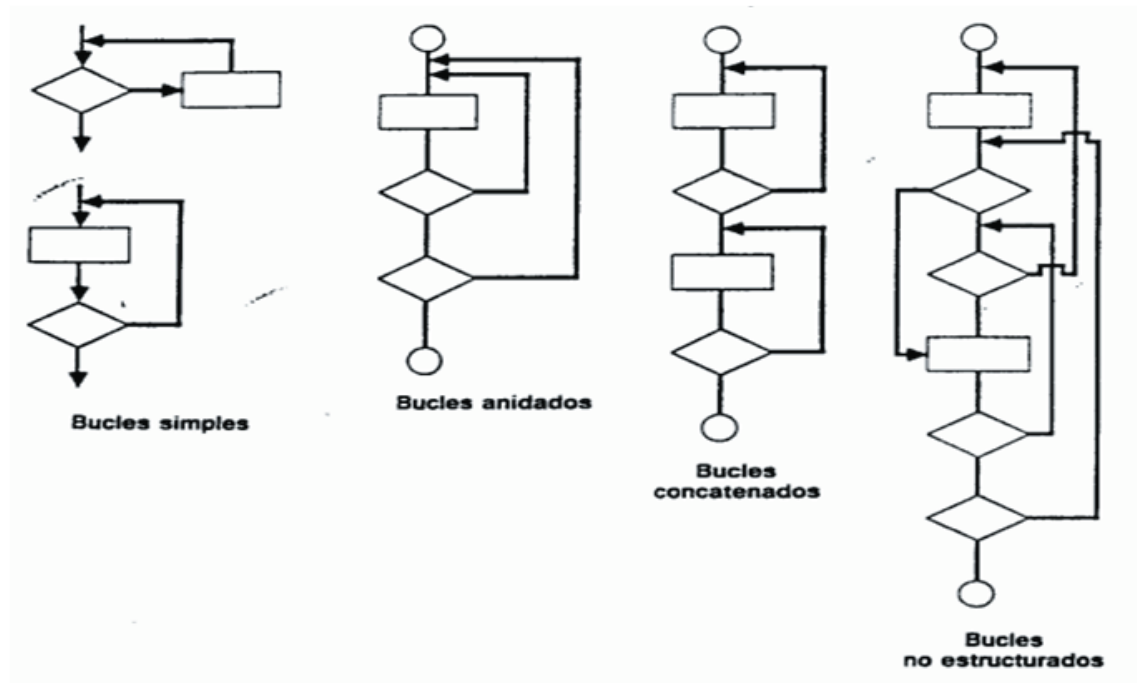 Bucles simples
Bucles anidados
Bucles
concatenados
Bucles
no estructurados